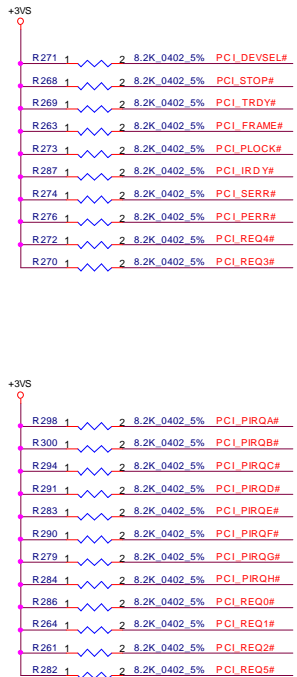 +3VS
R271 1 2 8.2K_0402_5% PCI_DEVSEL#
R268 1 2 8.2K_0402_5% PCI_STOP#
R269 1 2 8.2K_0402_5% PCI_TRDY#
R263 1 2 8.2K_0402_5% PCI_FRAME#
R273 1 2 8.2K_0402_5% PCI_PLOCK#
R287 1 2 8.2K_0402_5% PCI_IRDY#
R274 1 2 8.2K_0402_5% PCI_SERR#
R276 1 2 8.2K_0402_5% PCI_PERR#
R272 1 2 8.2K_0402_5% PCI_REQ4#
R270 1 2 8.2K_0402_5% PCI_REQ3#
+3VS
R298 1 2 8.2K_0402_5% PCI_PIRQA#
R300 1 2 8.2K_0402_5% PCI_PIRQB#
R294 1 2 8.2K_0402_5% PCI_PIRQC#
R291 1 2 8.2K_0402_5% PCI_PIRQD#
R283 1 2 8.2K_0402_5% PCI_PIRQE#
R290 1 2 8.2K_0402_5% PCI_PIRQF#
R279 1 2 8.2K_0402_5% PCI_PIRQG#
R284 1 2 8.2K_0402_5% PCI_PIRQH#
R286 1 2 8.2K_0402_5% PCI_REQ0#
R264 1 2 8.2K_0402_5% PCI_REQ1#
R261 1 2 8.2K_0402_5% PCI_REQ2#
R282 1 2 8.2K_0402_5% PCI_REQ5#